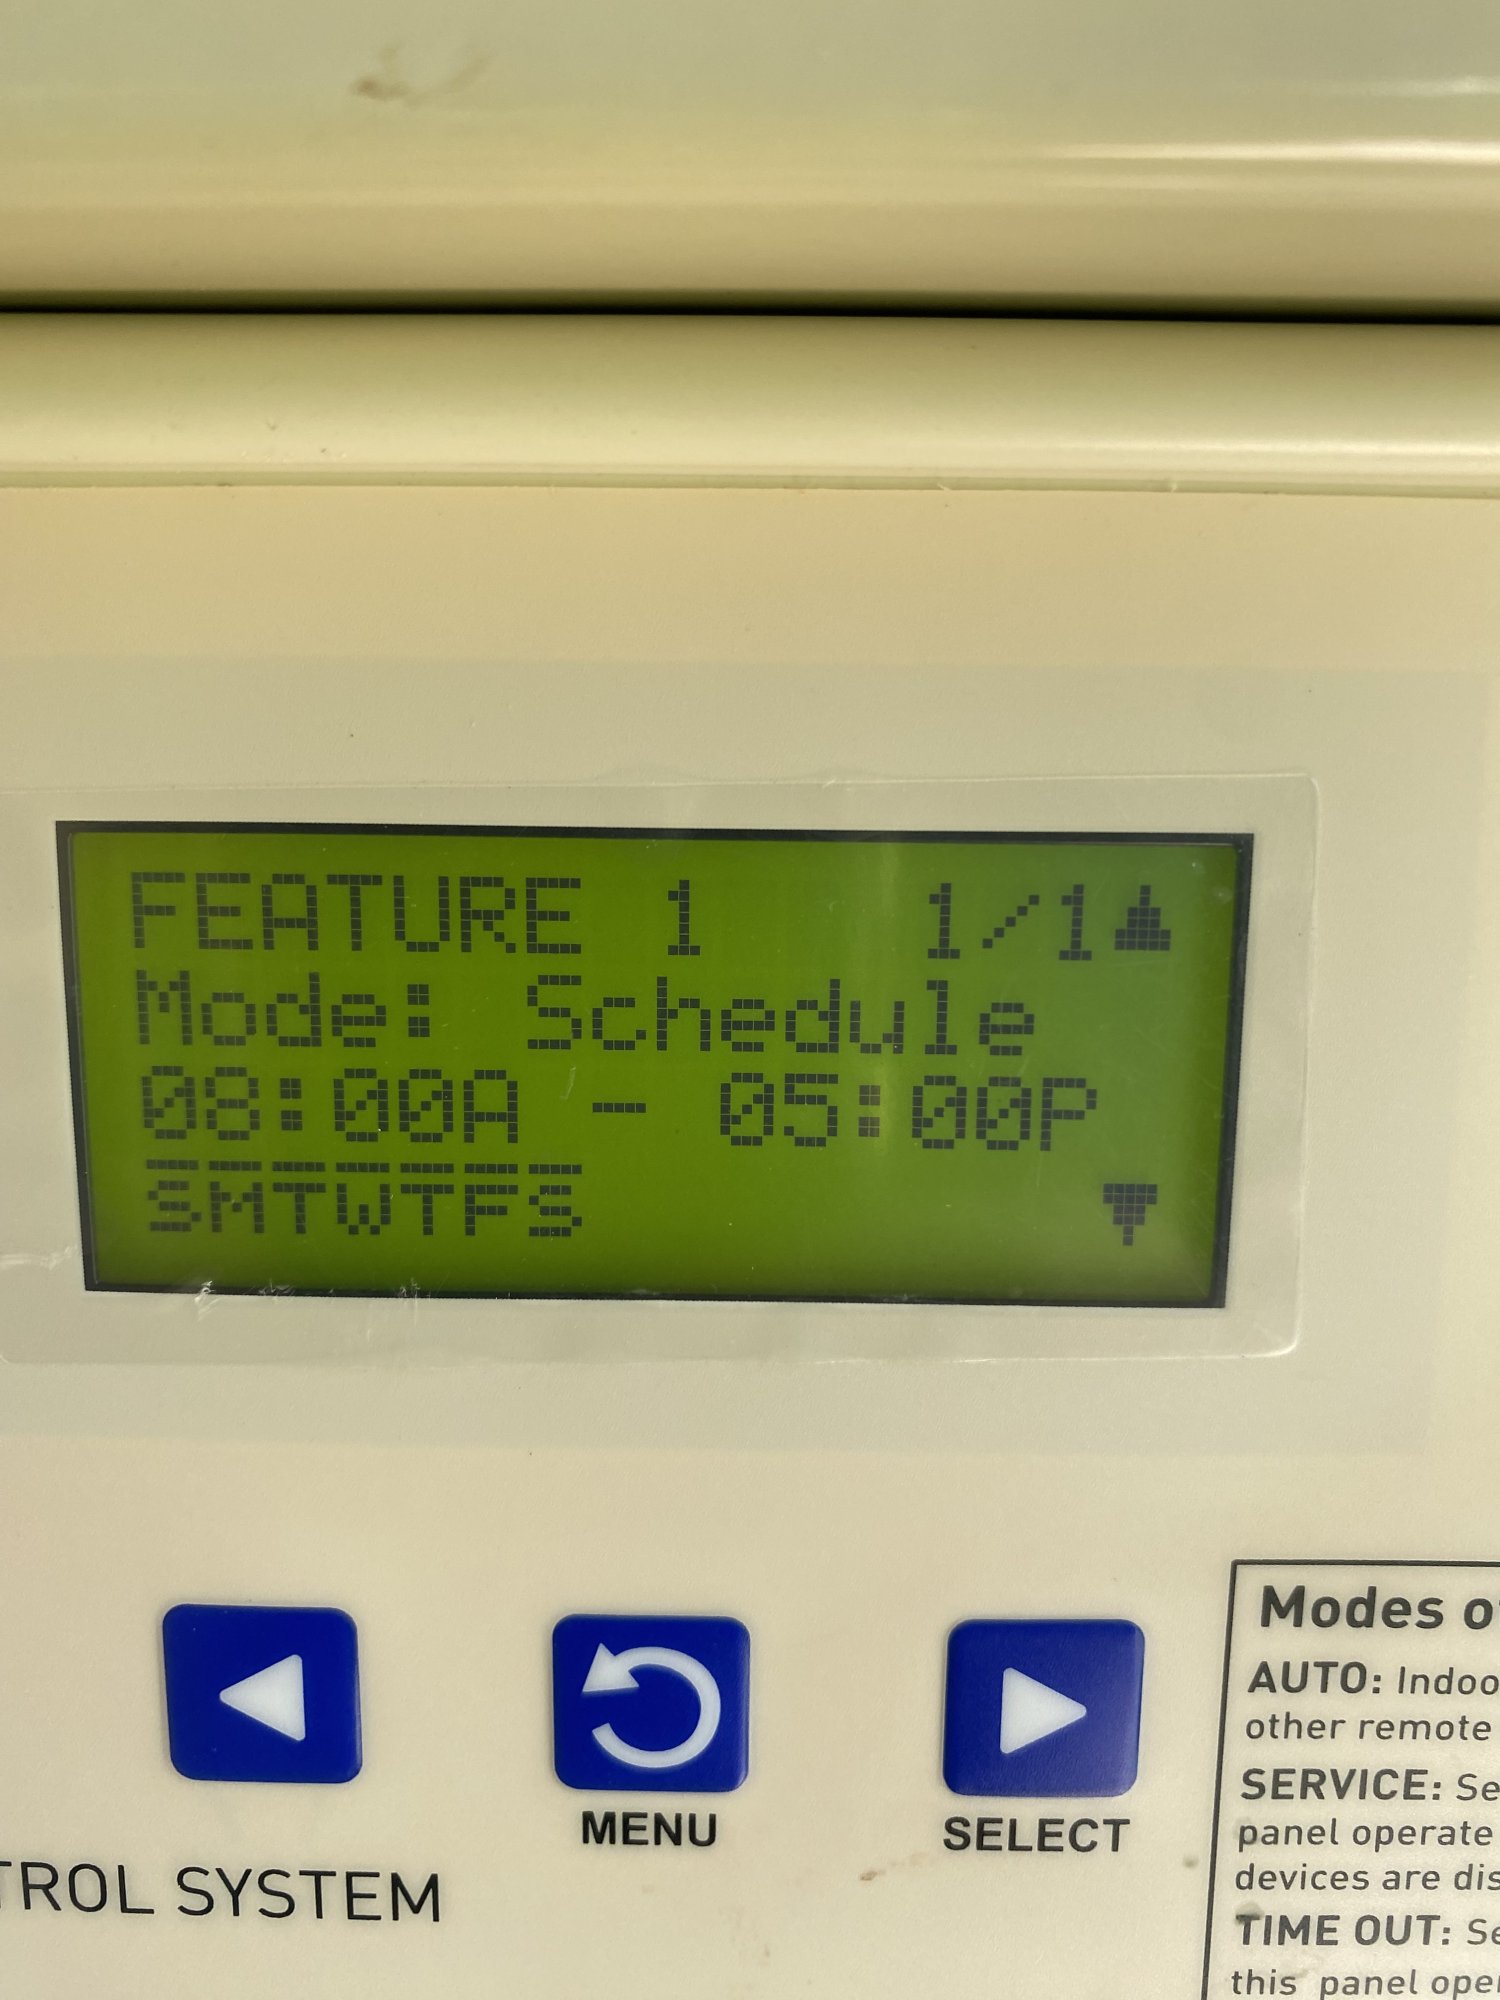 FEATURE 1 1/1▲
Mode: Schedule
08:00A - 05:00P
SMTWTFS ▼
MENU
SELECT
TROL SYSTEM
Modes o
AUTO: Indoo
other remote
SERVICE: Se
panel operate
devices are dis
TIME OUT: Se
this panel oper